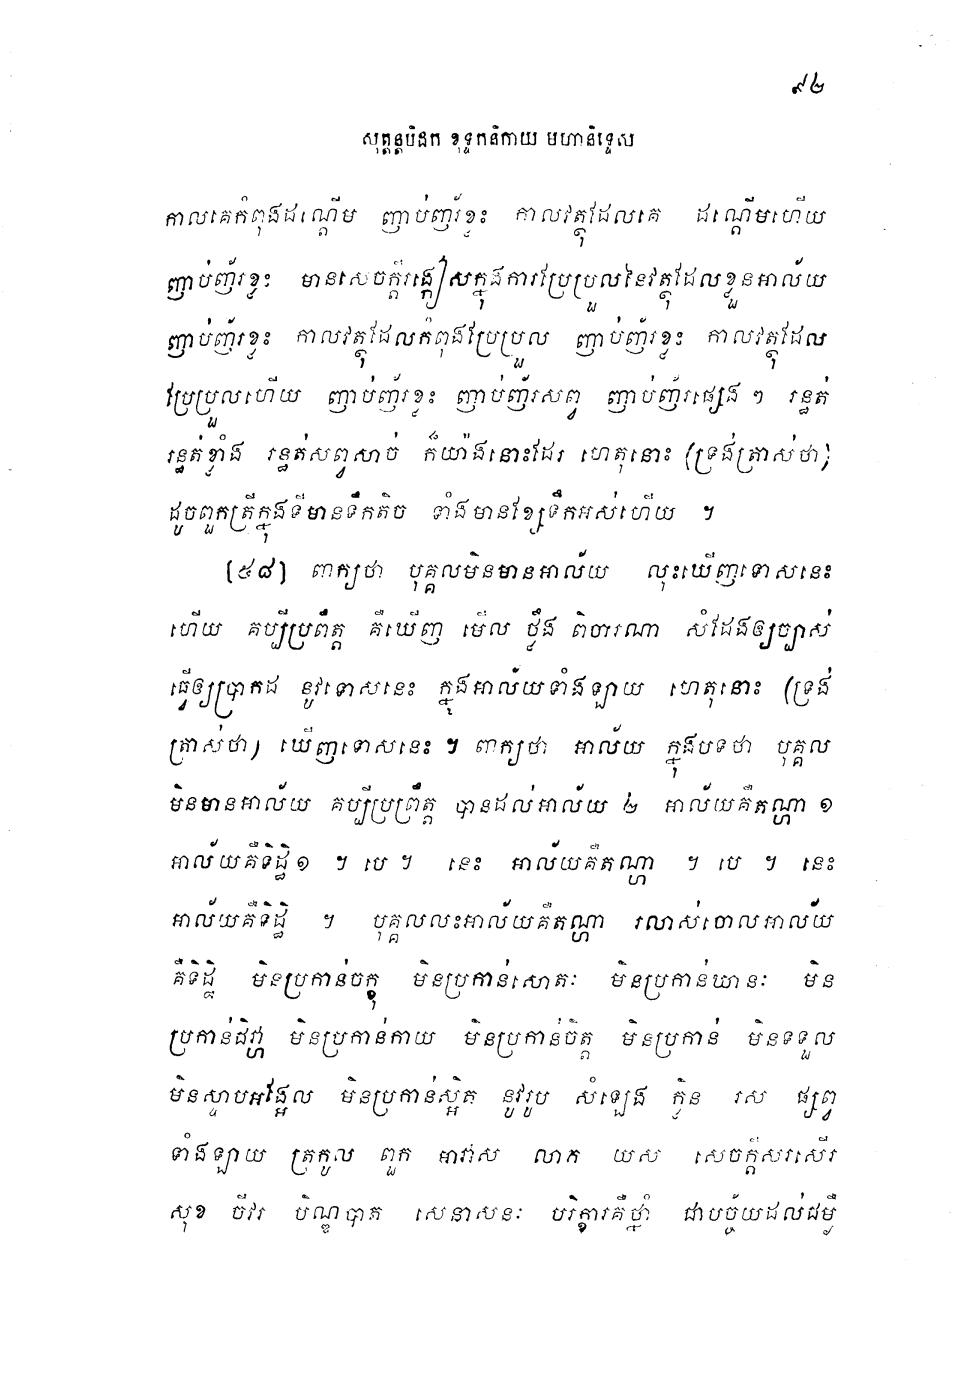 ៩៤
សុត្តន្តបិដក ខុទ្ទកនិកាយ មហានិទ្ទេស
កាលគេកំពុងដណ្តើម ញាប់ញ័រខ្លះ កាលវត្ថុដែលគេ ដណ្តើមហើយ
ញាប់ញ័រខ្លះ មានសេចក្តីរង្គៀសក្នុងការប្រែប្រួលនៃវត្ថុដែលខ្លួនអាល័យ
ញាប់ញ័រខ្លះ កាលវត្ថុដែលកំពុងប្រែប្រួល ញាប់ញ័រខ្លះ កាលវត្ថុដែល
ប្រែប្រួលហើយ ញាប់ញ័រខ្លះ ញាប់ញ័រសព្វ ញាប់ញ័រផ្សេង ៗ រន្ធត់
រន្ធត់ខ្លាំង រន្ធត់សព្វសាច់ ក៏យ៉ាងនោះដែរ ហេតុនោះ (ទ្រង់ត្រាស់ថា)
ដូចពួកត្រីក្នុងទីមានទឹកតិច ទាំងមានខ្សែទឹកអស់ហើយ ។
(៥៨) ពាក្យថា បុគ្គលមិនមានអាល័យ លុះឃើញទោសនេះ
ហើយ គប្បីប្រព្រឹត្ត គឺឃើញ មើល ថ្លឹង ពិចារណា សំដែងឲ្យច្បាស់
ធ្វើឲ្យប្រាកដ នូវទោសនេះ ក្នុងអាល័យទាំងឡាយ ហេតុនោះ (ទ្រង់
ត្រាស់ថា) ឃើញទោសនេះ ។ ពាក្យថា អាល័យ ក្នុងបទថា បុគ្គល
មិនមានអាល័យ គប្បីប្រព្រឹត្ត បានដល់អាល័យ ២ អាល័យគឺតណ្ហា ១
អាល័យគឺទិដ្ឋិ ១ ។ បេ ។ នេះ អាល័យគឺតណ្ហា ។ បេ ។ នេះ
អាល័យគឺទិដ្ឋិ ។ បុគ្គលលះអាល័យគឺតណ្ហា រលាស់ចោលអាល័យ
គឺទិដ្ឋិ មិនប្រកាន់ចក្ខុ មិនប្រកាន់សោតៈ មិនប្រកាន់ឃានៈ មិន
ប្រកាន់ជិវ្ហា មិនប្រកាន់កាយ មិនប្រកាន់ចិត្ត មិនប្រកាន់ មិនទទួល
មិនស្ទាបអង្អែល មិនប្រកាន់ស្អិត នូវរូប សំឡេង ក្លិន រស ផ្សព្វ
ទាំងឡាយ ត្រកូល ពួក អាវាស លាភ យស សេចក្តីសរសើរ
សុខ ចីវរ បិណ្ឌបាត សេនាសនៈ បរិក្ខារគឺថ្នាំ ជាបច្ច័យដល់ជម្ងឺ